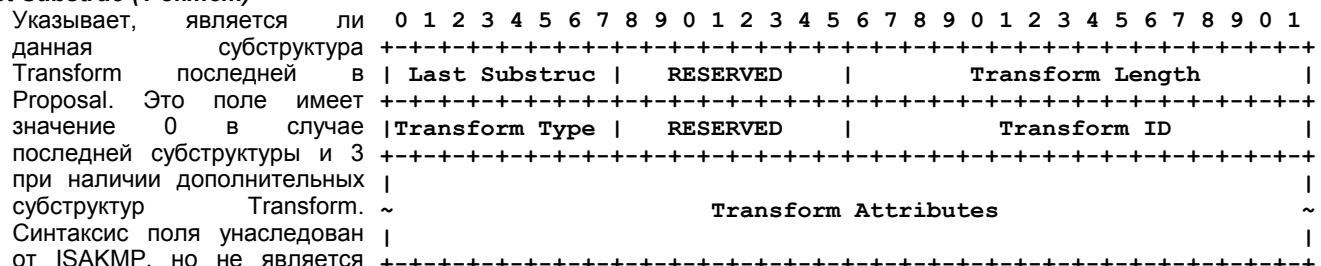 Указывает, является ли
данная субструктура
Transform последней в
Proposal. Это поле имеет
значение 0 в случае
последней субструктуры и 3
при наличии дополнительных
субструктур Transform.
Синтаксис поля унаследован
от ISAKMP, но не является
0 1 2 3 4 5 6 7 8 9 0 1 2 3 4 5 6 7 8 9 0 1 2 3 4 5 6 7 8 9 0 1
+-+-+-+-+-+-+-+-+-+-+-+-+-+-+-+-+-+-+-+-+-+-+-+-+-+-+-+-+-+-+-+-+
| Last Substruc | RESERVED | Transform Length |
+-+-+-+-+-+-+-+-+-+-+-+-+-+-+-+-+-+-+-+-+-+-+-+-+-+-+-+-+-+-+-+-+
|Transform Type | RESERVED | Transform ID |
+-+-+-+-+-+-+-+-+-+-+-+-+-+-+-+-+-+-+-+-+-+-+-+-+-+-+-+-+-+-+-+-+
| |
~ Transform Attributes ~
| |
+-+-+-+-+-+-+-+-+-+-+-+-+-+-+-+-+-+-+-+-+-+-+-+-+-+-+-+-+-+-+-+-+